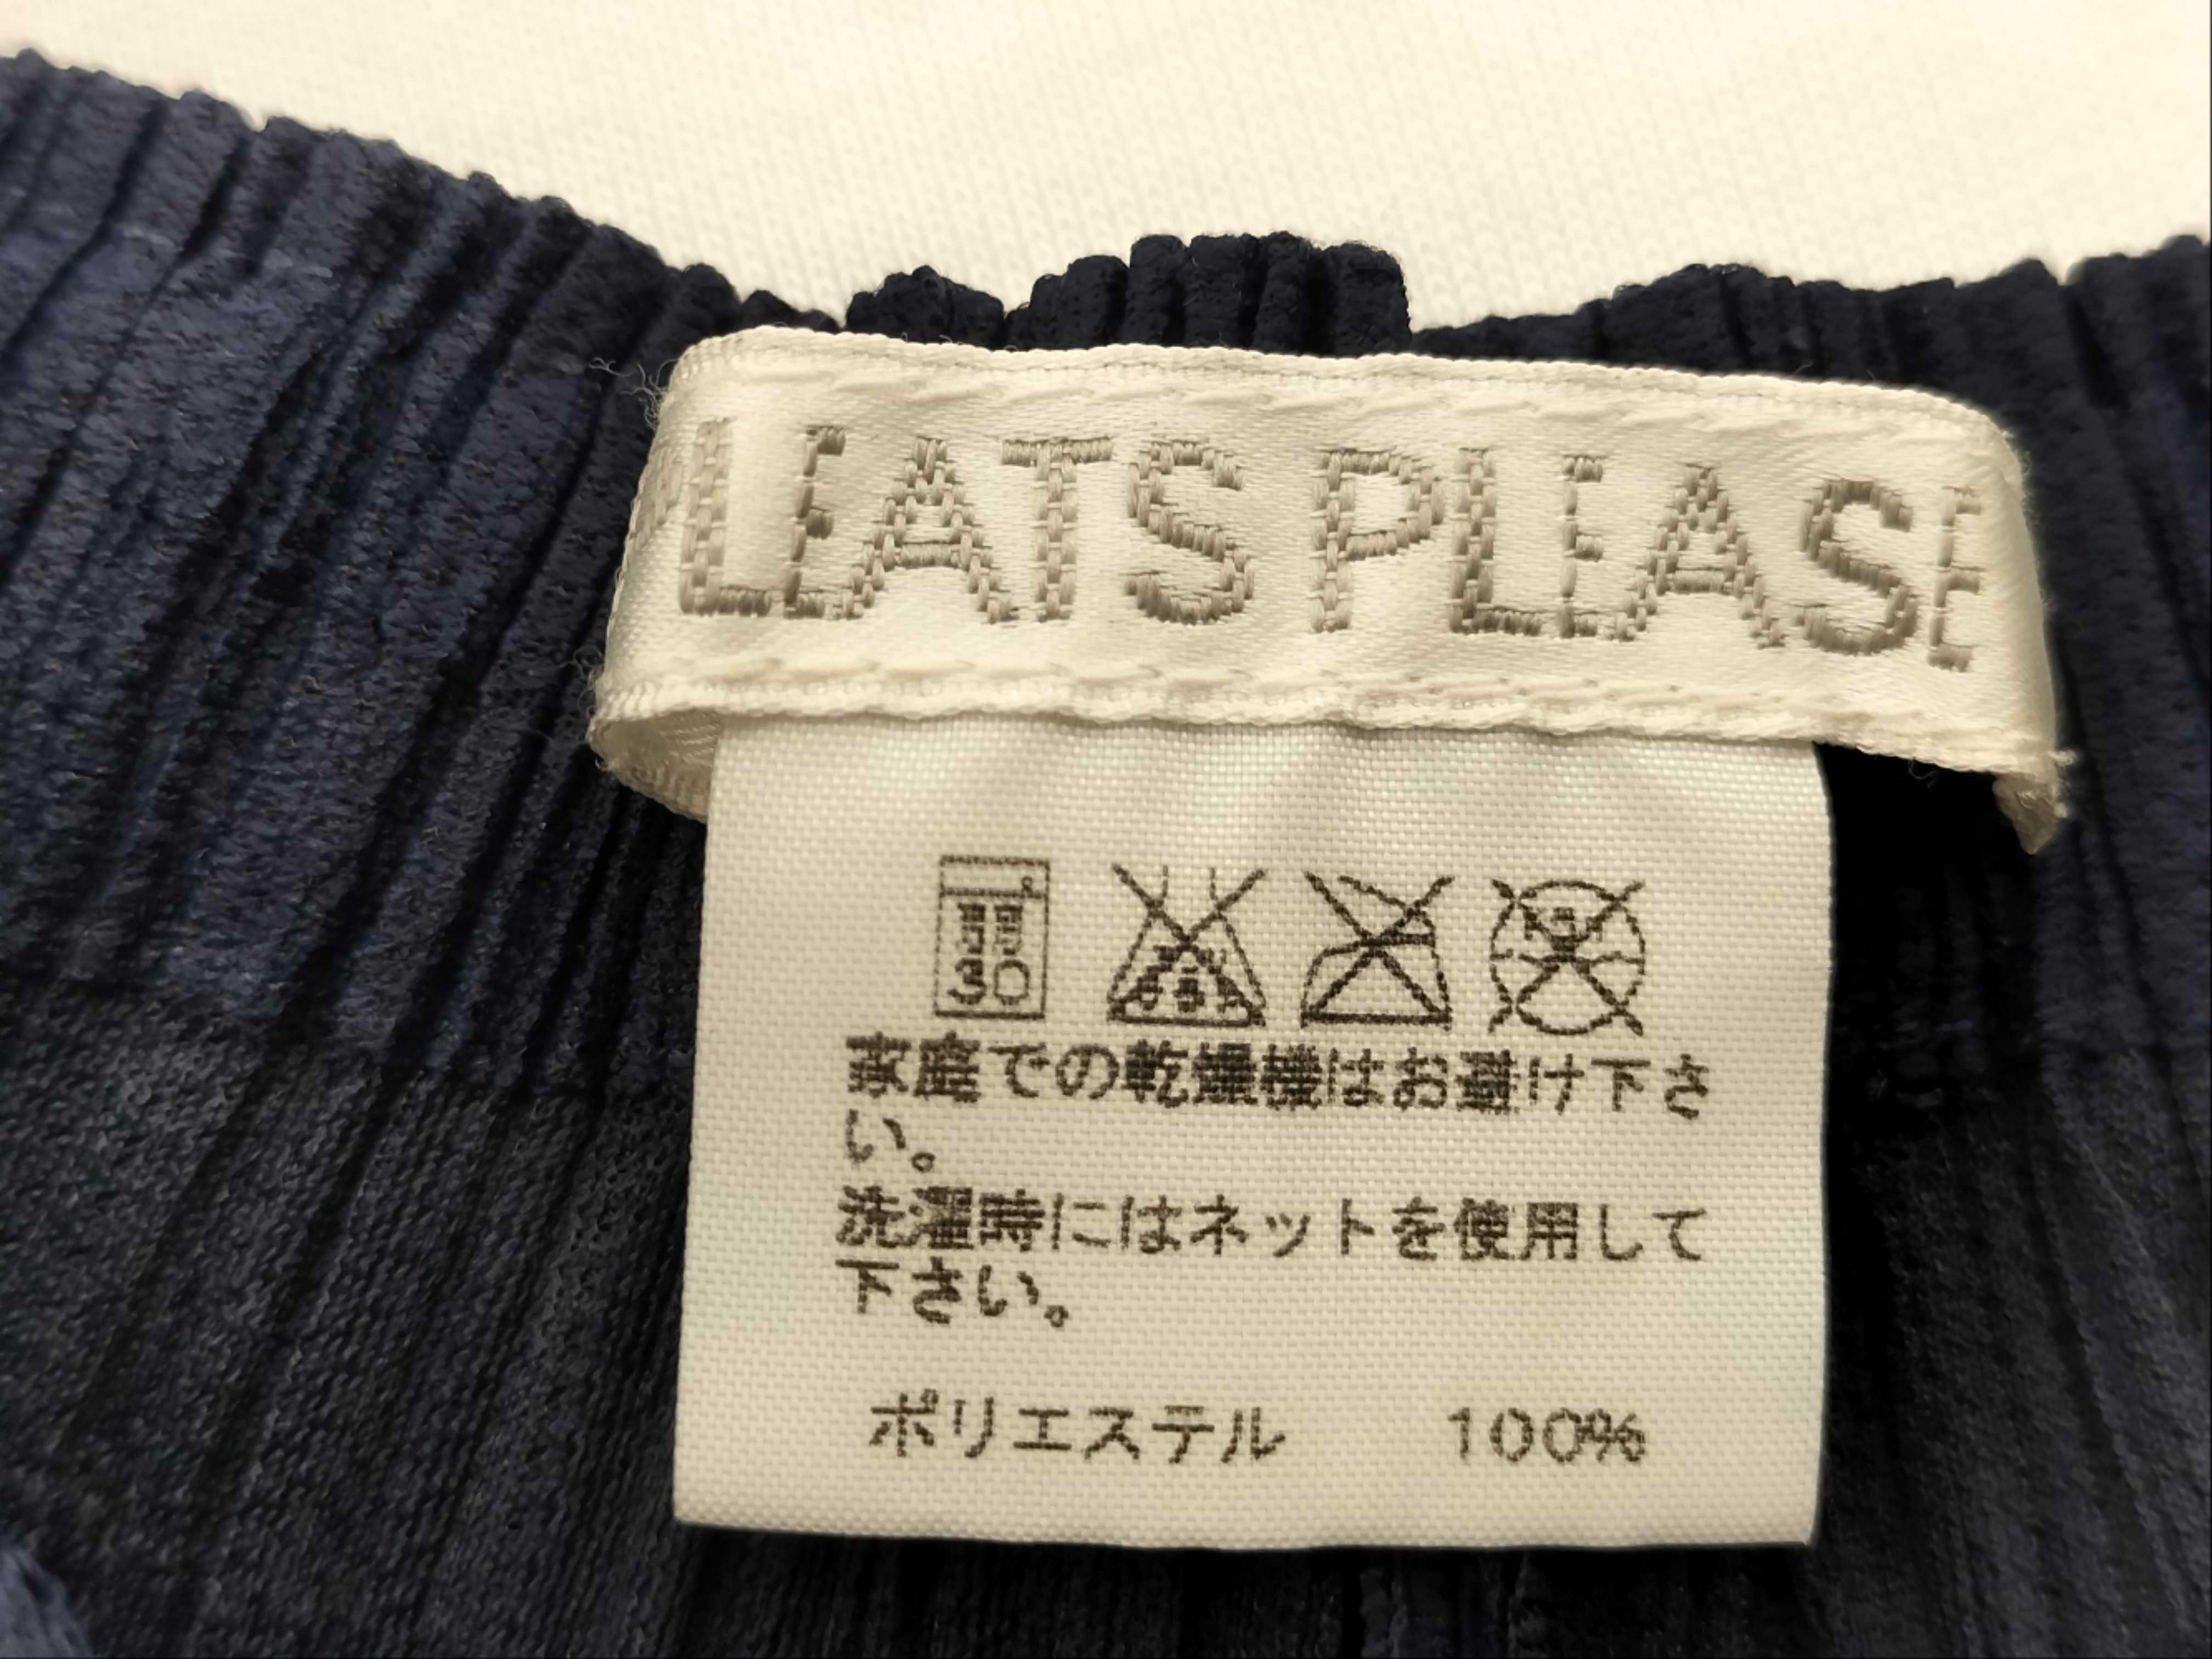 PLEATS PLEASE
家庭での乾燥機はお避け下さ
い。
洗濯時にはネットを使用して
下さい。
ポリエステル 100%